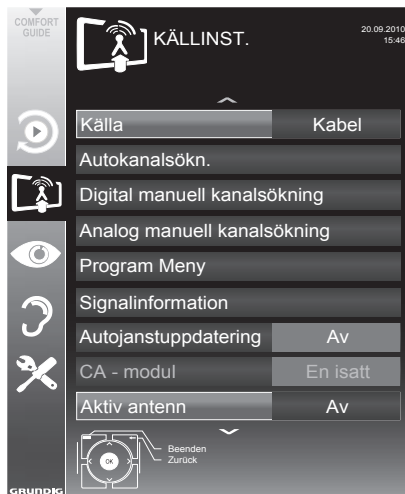 COMFORT
GUIDE
KÄLLINST.
20.09.2010
15:46
Källa Kabel
Autokanalsökn.
Digital manuell kanalsökning
Analog manuell kanalsökning
Program Meny
Signalinformation
Autojanstuppdatering Av
CA - modul En isatt
Aktiv antenn Av
OK
Beenden
Zurück
GRUNDIG